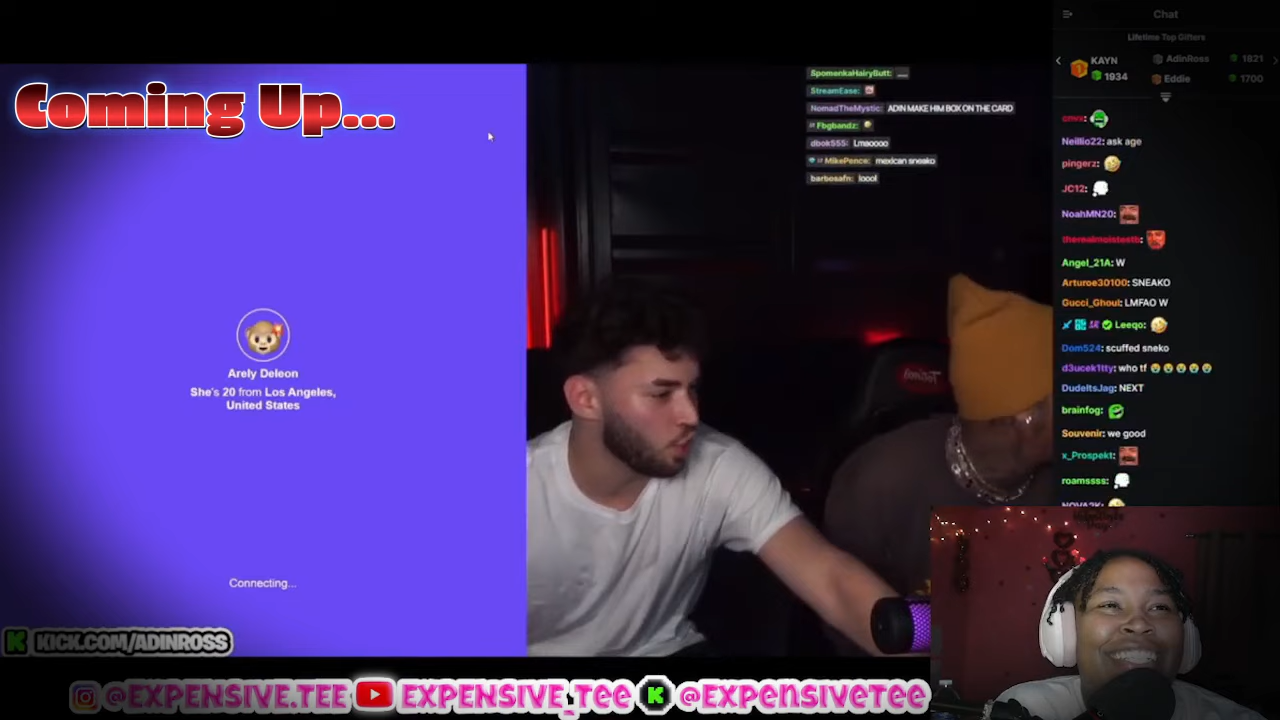 Coming Up...
Arely Deleon
She's 20 from Los Angeles,
United States
Connecting...
KICK.COM/ADINROSS
SpomenkaHairyButt:
StreamEase:
NomadTheMystic: ADIN MAKE HIM BOX ON THE CARD
Fbgbandz:
dbok555: Lmaoooo
MikePence: mexican sneako
barbosafn: loool
Chat
Lifetime Top Gifters
KAYN
1934
AdinRoss 1821
Eddie 1700
cnvx:
Neillio22: ask age
pingerz:
JC12:
NoahMN20:
Angel_21A: W
Arturoe30100: SNEAKO
Gucci_Ghoul: LMFAO W
Leeqo:
Dom524: scuffed sneko
d3ucek1tty: who tf
DudeItsJag: NEXT
brainfog:
Souvenir: we good
x_Prospekt:
roamssss:
@EXPENSIVE.TEE EXPENSIVE_TEE @EXPENSIVETEE